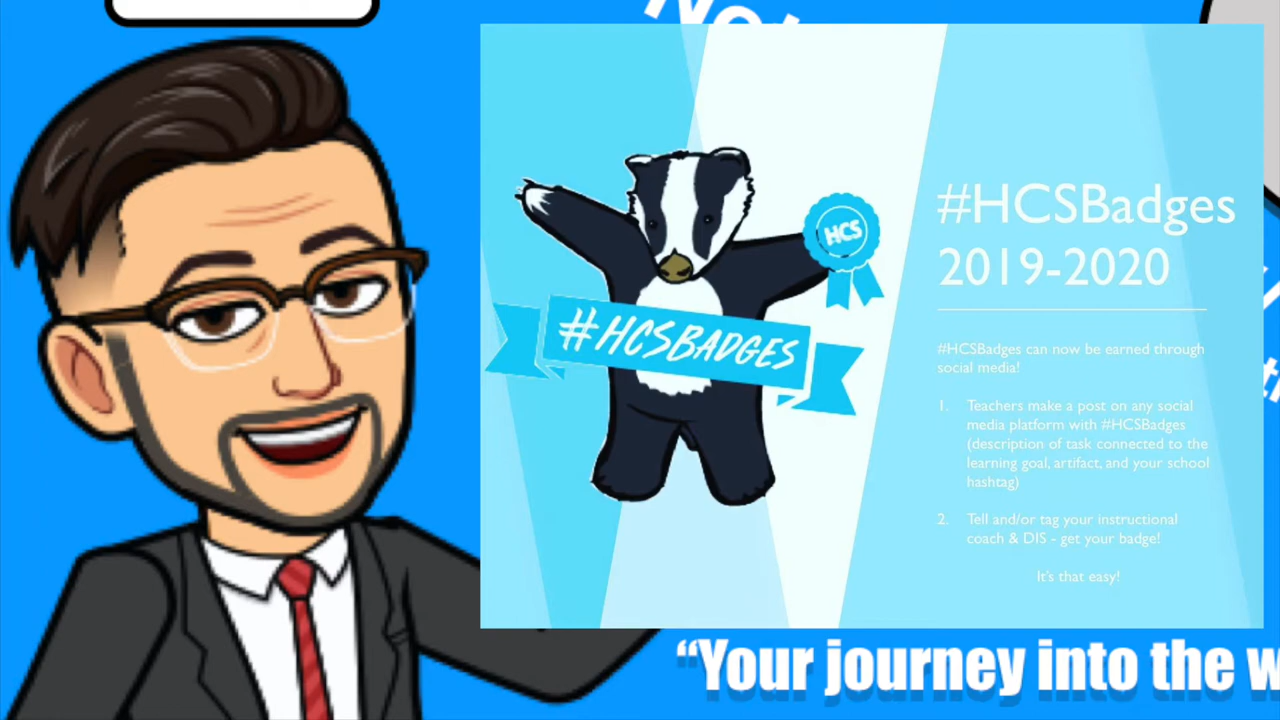 HCS
#HCSBADGES
#HCSBadges
2019-2020
#HCSBadges can now be earned through
social media!
1. Teachers make a post on any social
media platform with #HCSBadges
(description of task connected to the
learning goal, artifact, and your school
hashtag)
2. Tell and/or tag your instructional
coach & DIS - get your badge!
It's that easy!
“Your journey into the